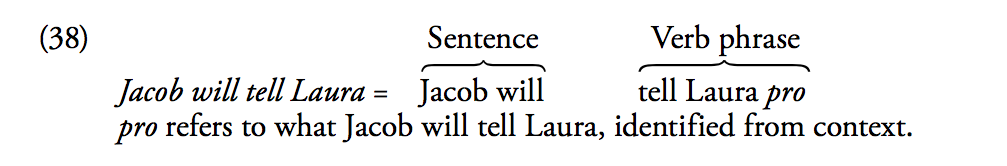 (38) Sentence Verb phrase
Jacob will tell Laura = Jacob will tell Laura pro
pro refers to what Jacob will tell Laura, identified from context.